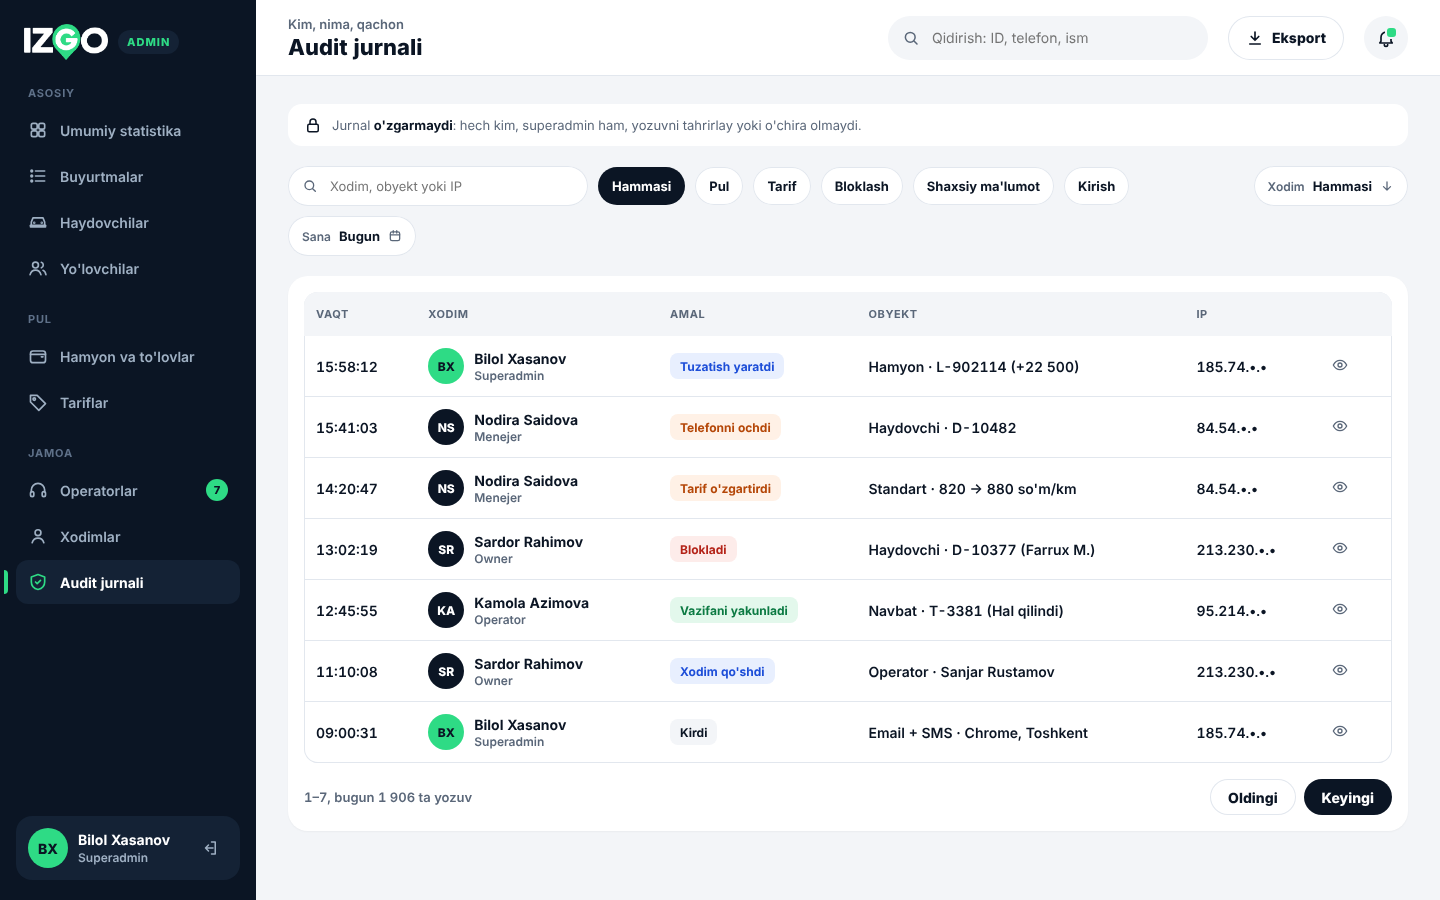 IZGO ADMIN
ASOSIY
Umumiy statistika
Buyurtmalar
Haydovchilar
Yo'lovchilar
PUL
Hamyon va to'lovlar
Tariflar
JAMOA
Operatorlar 7
Xodimlar
Audit jurnali
BX Bilol Xasanov
Superadmin
Kim, nima, qachon
Audit jurnali
Qidirish: ID, telefon, ism
Eksport
Jurnal o'zgarmaydi: hech kim, superadmin ham, yozuvni tahrirlay yoki o'chira olmaydi.
Xodim, obyekt yoki IP
Hammasi Pul Tarif Bloklash Shaxsiy ma'lumot Kirish
Xodim Hammasi
Sana Bugun
VAQT XODIM AMAL OBYEKT IP
15:58:12 BX Bilol Xasanov Tuzatish yaratdi Hamyon · L-902114 (+22 500) 185.74.•.•
Superadmin
15:41:03 NS Nodira Saidova Telefonni ochdi Haydovchi · D-10482 84.54.•.•
Menejer
14:20:47 NS Nodira Saidova Tarif o'zgartirdi Standart · 820 → 880 so'm/km 84.54.•.•
Menejer
13:02:19 SR Sardor Rahimov Blokladi Haydovchi · D-10377 (Farrux M.) 213.230.•.•
Owner
12:45:55 KA Kamola Azimova Vazifani yakunladi Navbat · T-3381 (Hal qilindi) 95.214.•.•
Operator
11:10:08 SR Sardor Rahimov Xodim qo'shdi Operator · Sanjar Rustamov 213.230.•.•
Owner
09:00:31 BX Bilol Xasanov Kirdi Email + SMS · Chrome, Toshkent 185.74.•.•
Superadmin
1–7, bugun 1 906 ta yozuv
Oldingi Keyingi